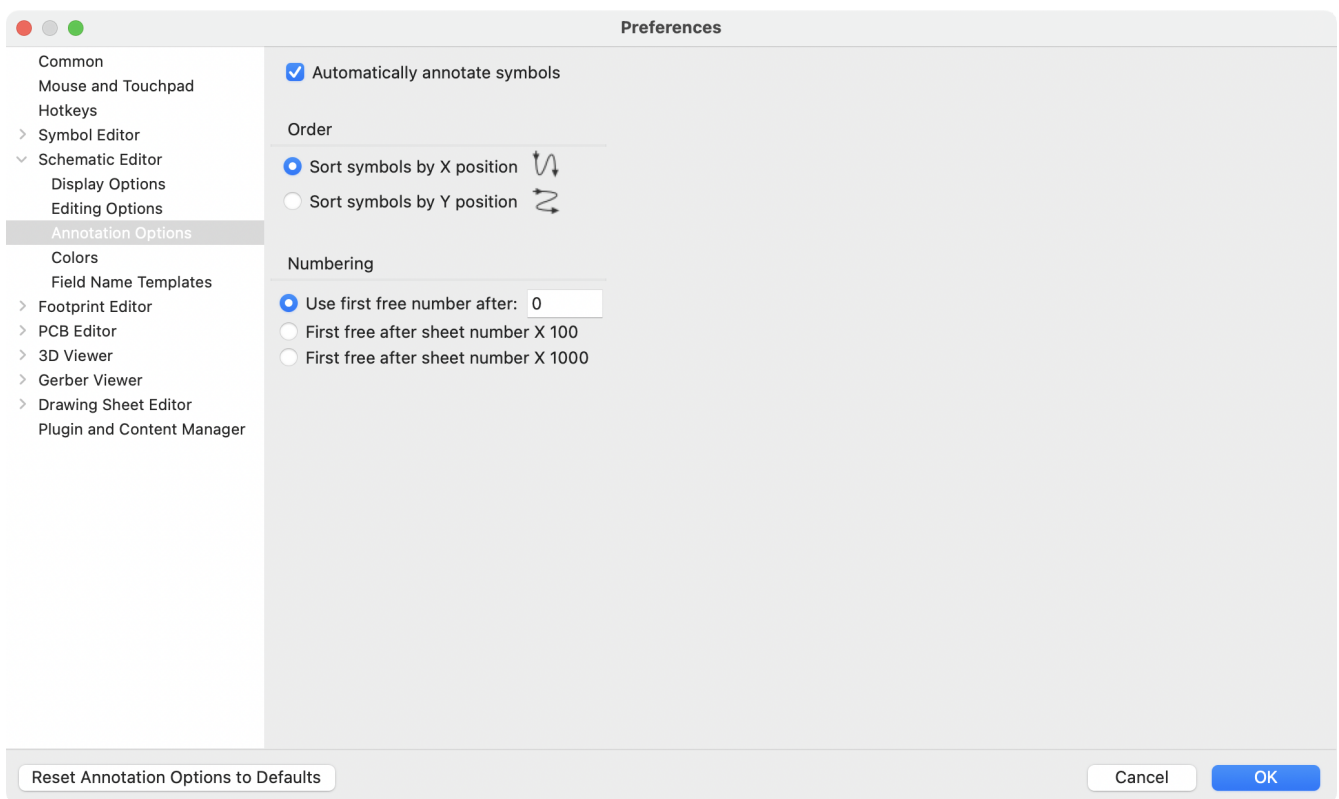 Preferences
Common
Mouse and Touchpad
Hotkeys
Symbol Editor
Schematic Editor
Display Options
Editing Options
Annotation Options
Colors
Field Name Templates
Footprint Editor
PCB Editor
3D Viewer
Gerber Viewer
Drawing Sheet Editor
Plugin and Content Manager
Automatically annotate symbols
Order
Sort symbols by X position
Sort symbols by Y position
Numbering
Use first free number after: 0
First free after sheet number X 100
First free after sheet number X 1000
Reset Annotation Options to Defaults
Cancel
OK